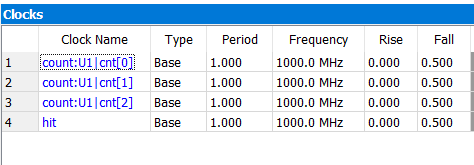 Clocks
Clock Name Type Period Frequency Rise Fall
1 count:U1|cnt[0] Base 1.000 1000.0 MHz 0.000 0.500
2 count:U1|cnt[1] Base 1.000 1000.0 MHz 0.000 0.500
3 count:U1|cnt[2] Base 1.000 1000.0 MHz 0.000 0.500
4 hit Base 1.000 1000.0 MHz 0.000 0.500